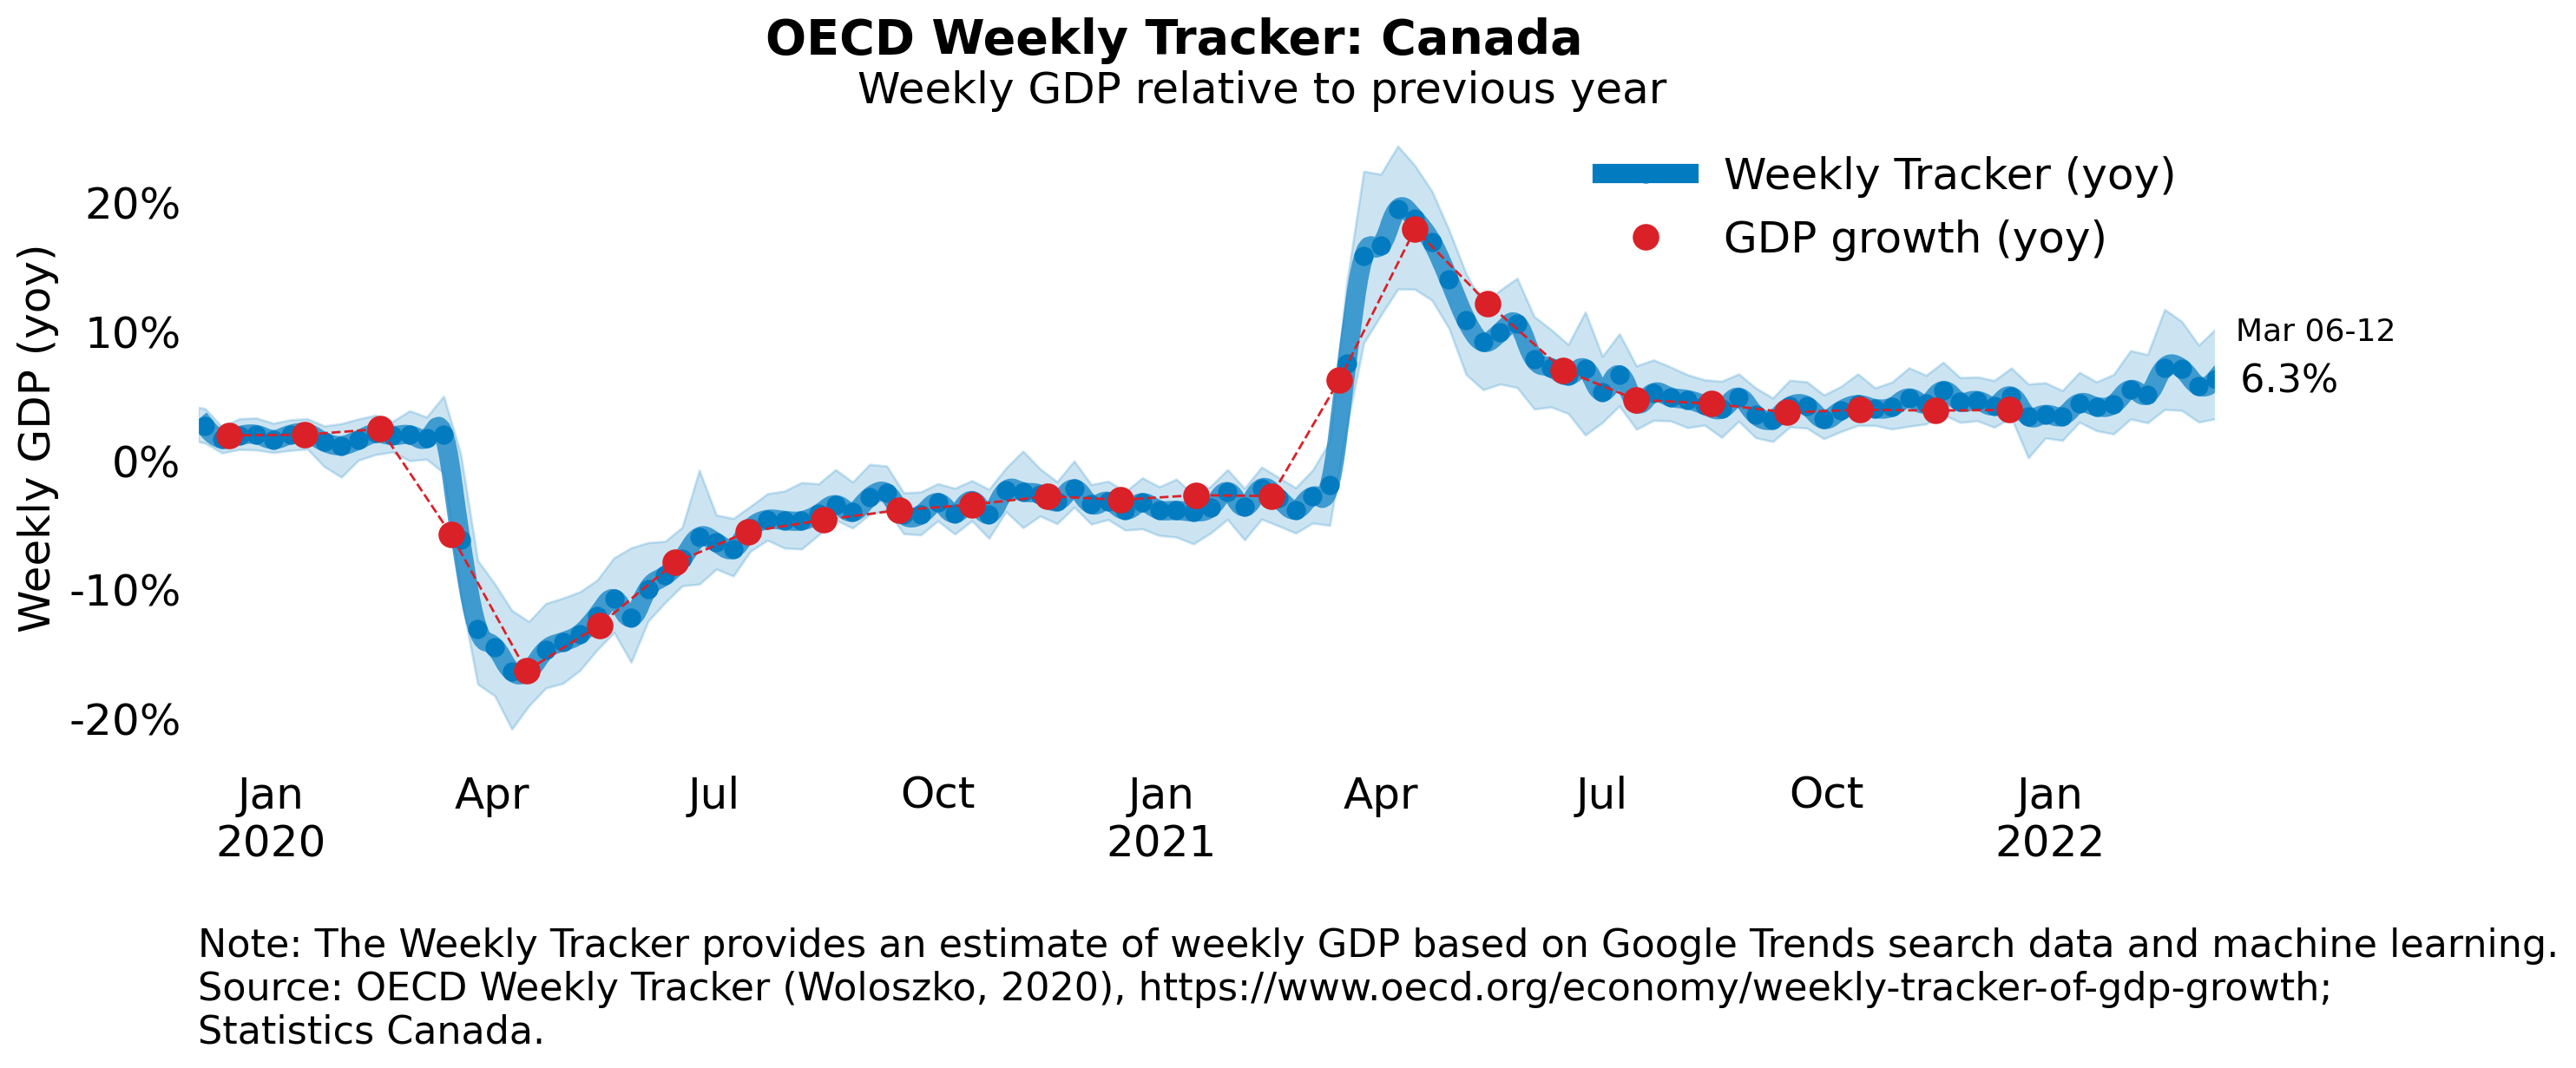 OECD Weekly Tracker: Canada
Weekly GDP relative to previous year
Weekly Tracker (yoy)
GDP growth (yoy)
Weekly GDP (yoy)
20%
10%
0%
-10%
-20%
Mar 06-12
6.3%
Jan Apr Jul Oct Jan Apr Jul Oct Jan
2020 2021 2022
Note: The Weekly Tracker provides an estimate of weekly GDP based on Google Trends search data and machine learning.
Source: OECD Weekly Tracker (Woloszko, 2020), https://www.oecd.org/economy/weekly-tracker-of-gdp-growth;
Statistics Canada.